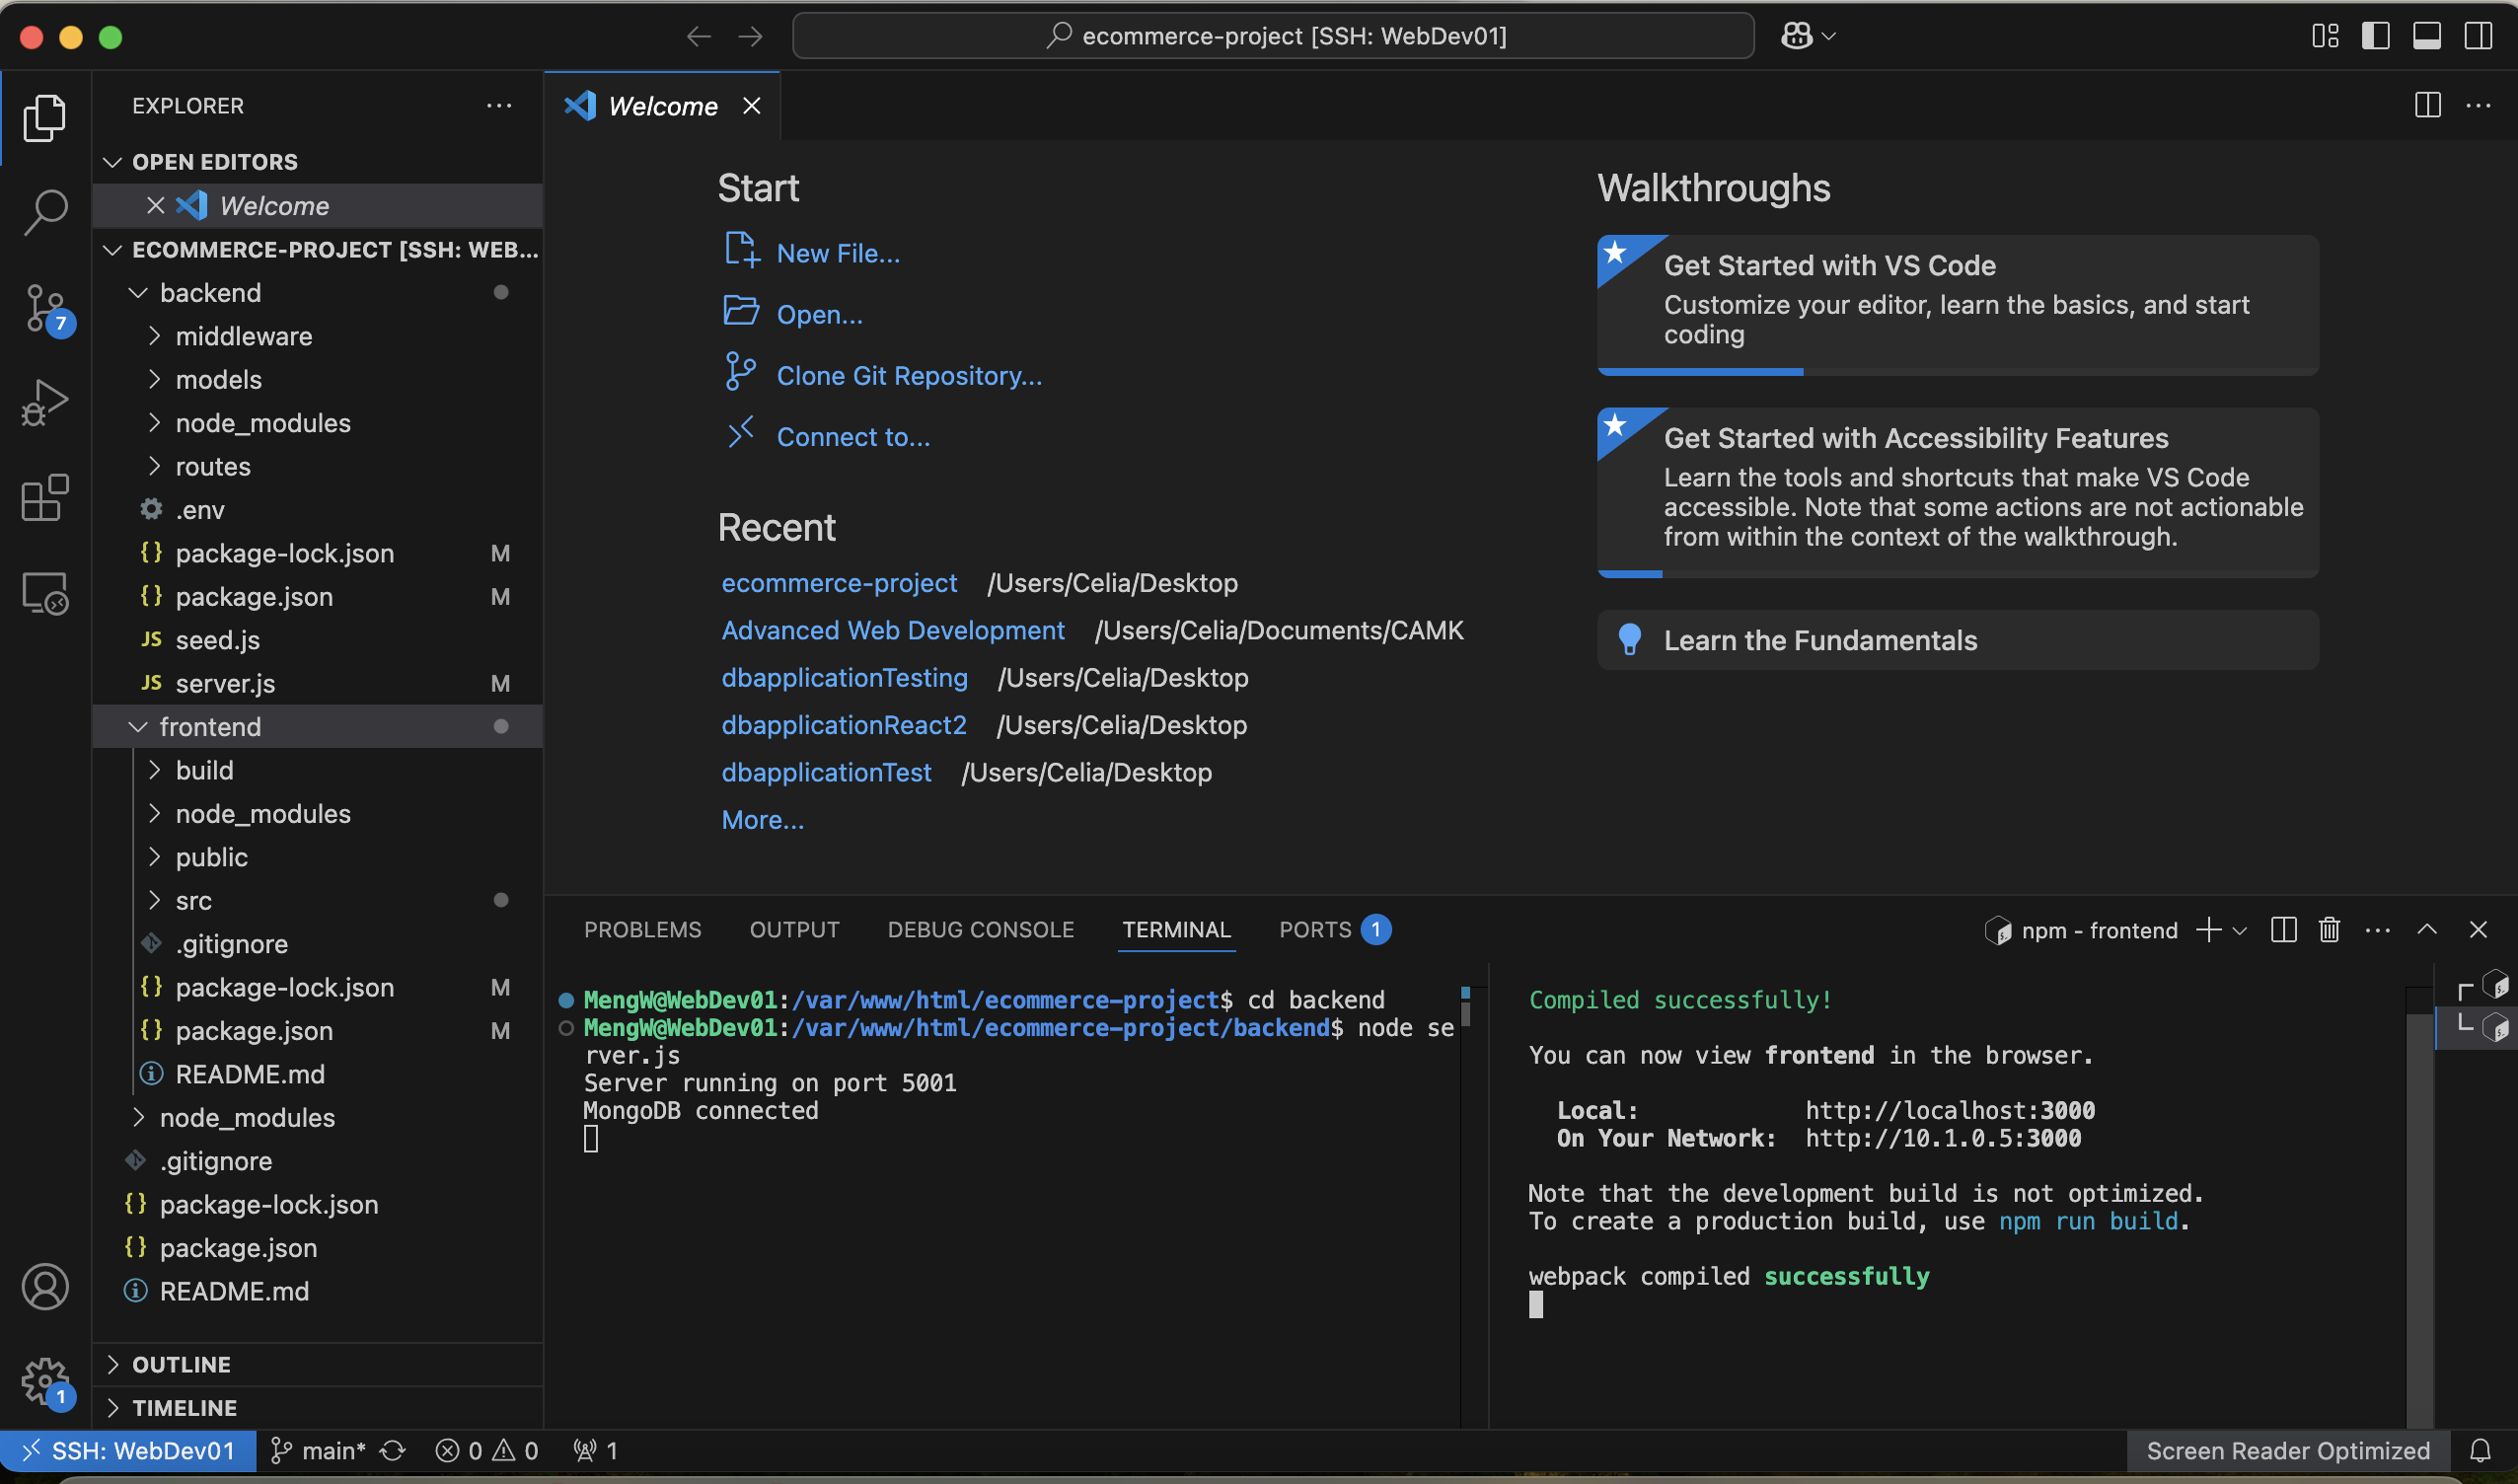 ecommerce-project [SSH: WebDev01]
EXPLORER
OPEN EDITORS
Welcome
ECOMMERCE-PROJECT [SSH: WEB...
backend
middleware
models
node_modules
routes
.env
package-lock.json M
package.json M
JS seed.js
JS server.js M
frontend
build
node_modules
public
src
.gitignore
package-lock.json M
package.json M
README.md
node_modules
.gitignore
package-lock.json
package.json
README.md
OUTLINE
TIMELINE
7
1
Welcome
Start
New File...
Open...
Clone Git Repository...
Connect to...
Recent
ecommerce-project /Users/Celia/Desktop
Advanced Web Development /Users/Celia/Documents/CAMK
dbapplicationTesting /Users/Celia/Desktop
dbapplicationReact2 /Users/Celia/Desktop
dbapplicationTest /Users/Celia/Desktop
More...
Walkthroughs
Get Started with VS Code
Customize your editor, learn the basics, and start
coding
Get Started with Accessibility Features
Learn the tools and shortcuts that make VS Code
accessible. Note that some actions are not actionable
from within the context of the walkthrough.
Learn the Fundamentals
PROBLEMS OUTPUT DEBUG CONSOLE TERMINAL PORTS 1
npm - frontend
MengW@WebDev01:/var/www/html/ecommerce-project$ cd backend
MengW@WebDev01:/var/www/html/ecommerce-project/backend$ node se
rver.js
Server running on port 5001
MongoDB connected
Compiled successfully!
You can now view frontend in the browser.
Local: http://localhost:3000
On Your Network: http://10.1.0.5:3000
Note that the development build is not optimized.
To create a production build, use npm run build.
webpack compiled successfully
SSH: WebDev01 main* 0 0 1
Screen Reader Optimized